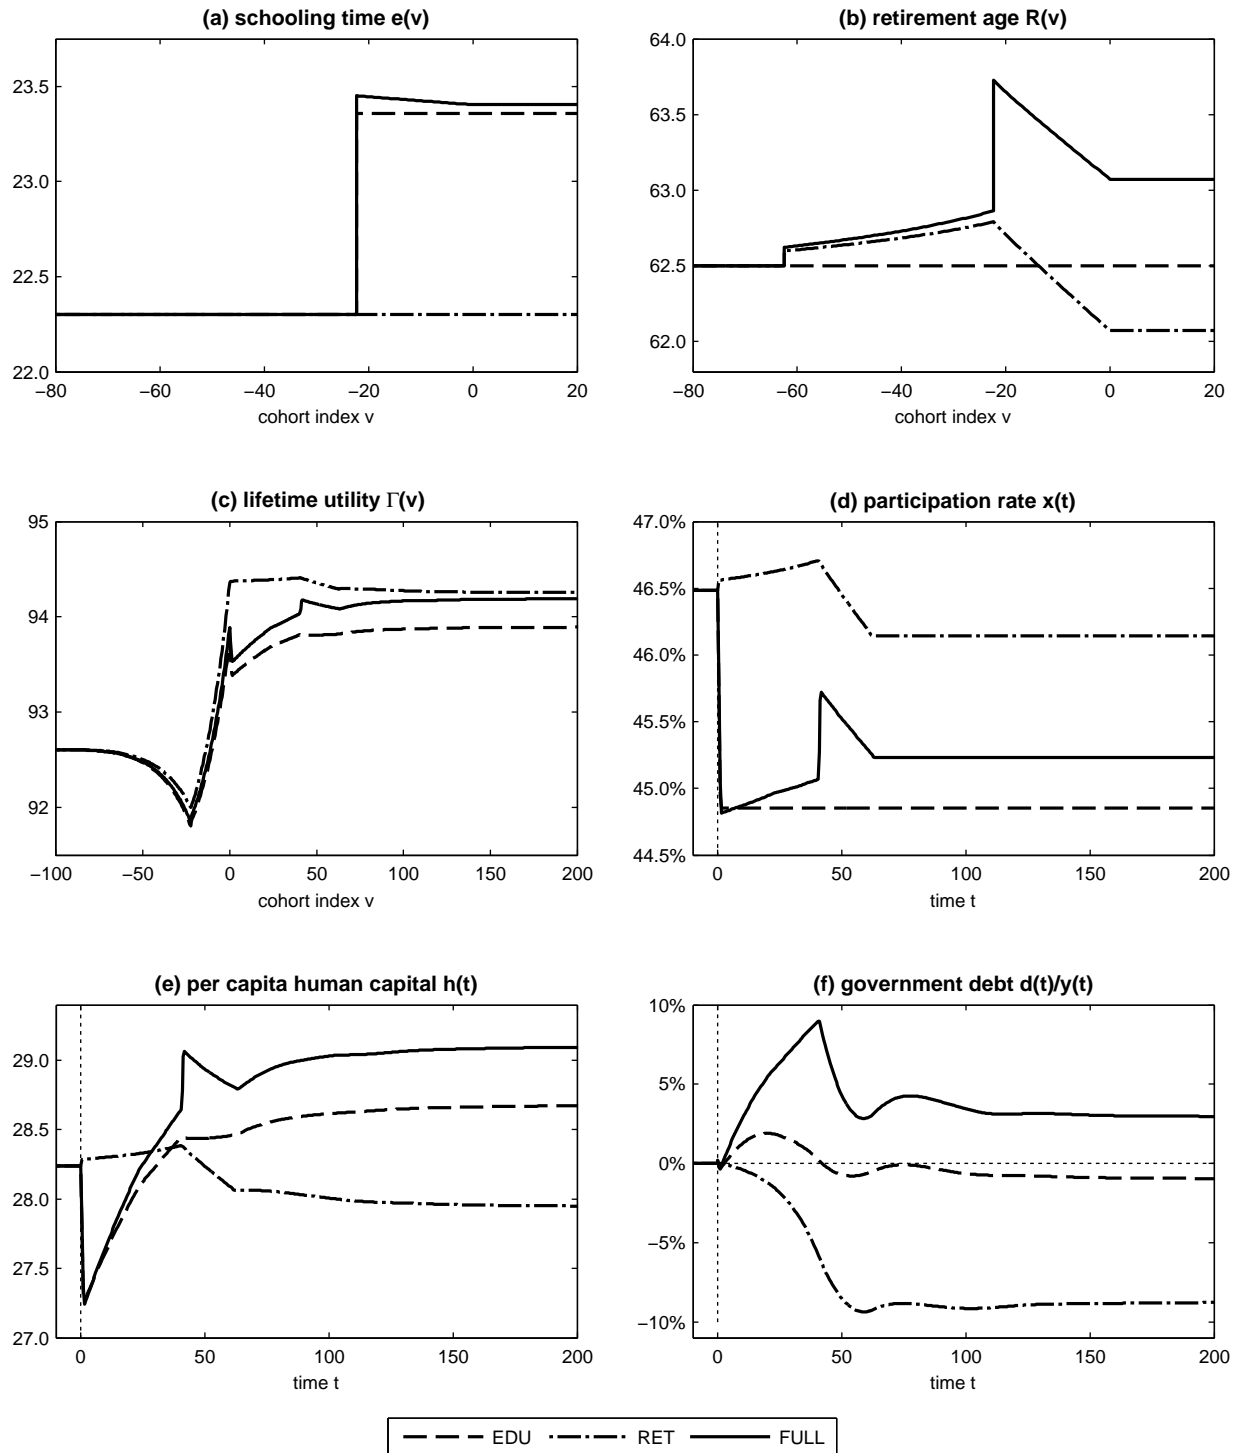 (a) schooling time e(v)
23.5
23.0
22.5
22.0
−80 −60 −40 −20 0 20
cohort index v
(b) retirement age R(v)
64.0
63.5
63.0
62.5
62.0
−80 −60 −40 −20 0 20
cohort index v
(c) lifetime utility Γ(v)
95
94
93
92
−100 −50 0 50 100 150 200
cohort index v
(d) participation rate x(t)
47.0%
46.5%
46.0%
45.5%
45.0%
44.5%
0 50 100 150 200
time t
(e) per capita human capital h(t)
29.0
28.5
28.0
27.5
27.0
0 50 100 150 200
time t
(f) government debt d(t)/y(t)
10%
5%
0%
−5%
−10%
0 50 100 150 200
time t
EDU RET FULL